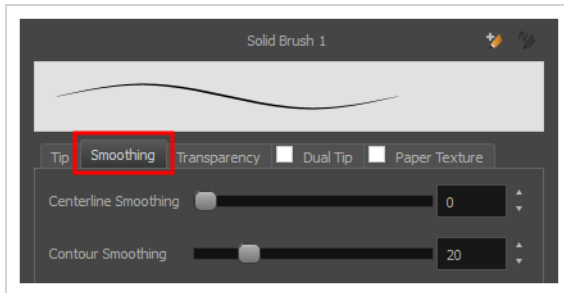 Solid Brush 1
Tip Smoothing Transparency Dual Tip Paper Texture
Centerline Smoothing 0
Contour Smoothing 20